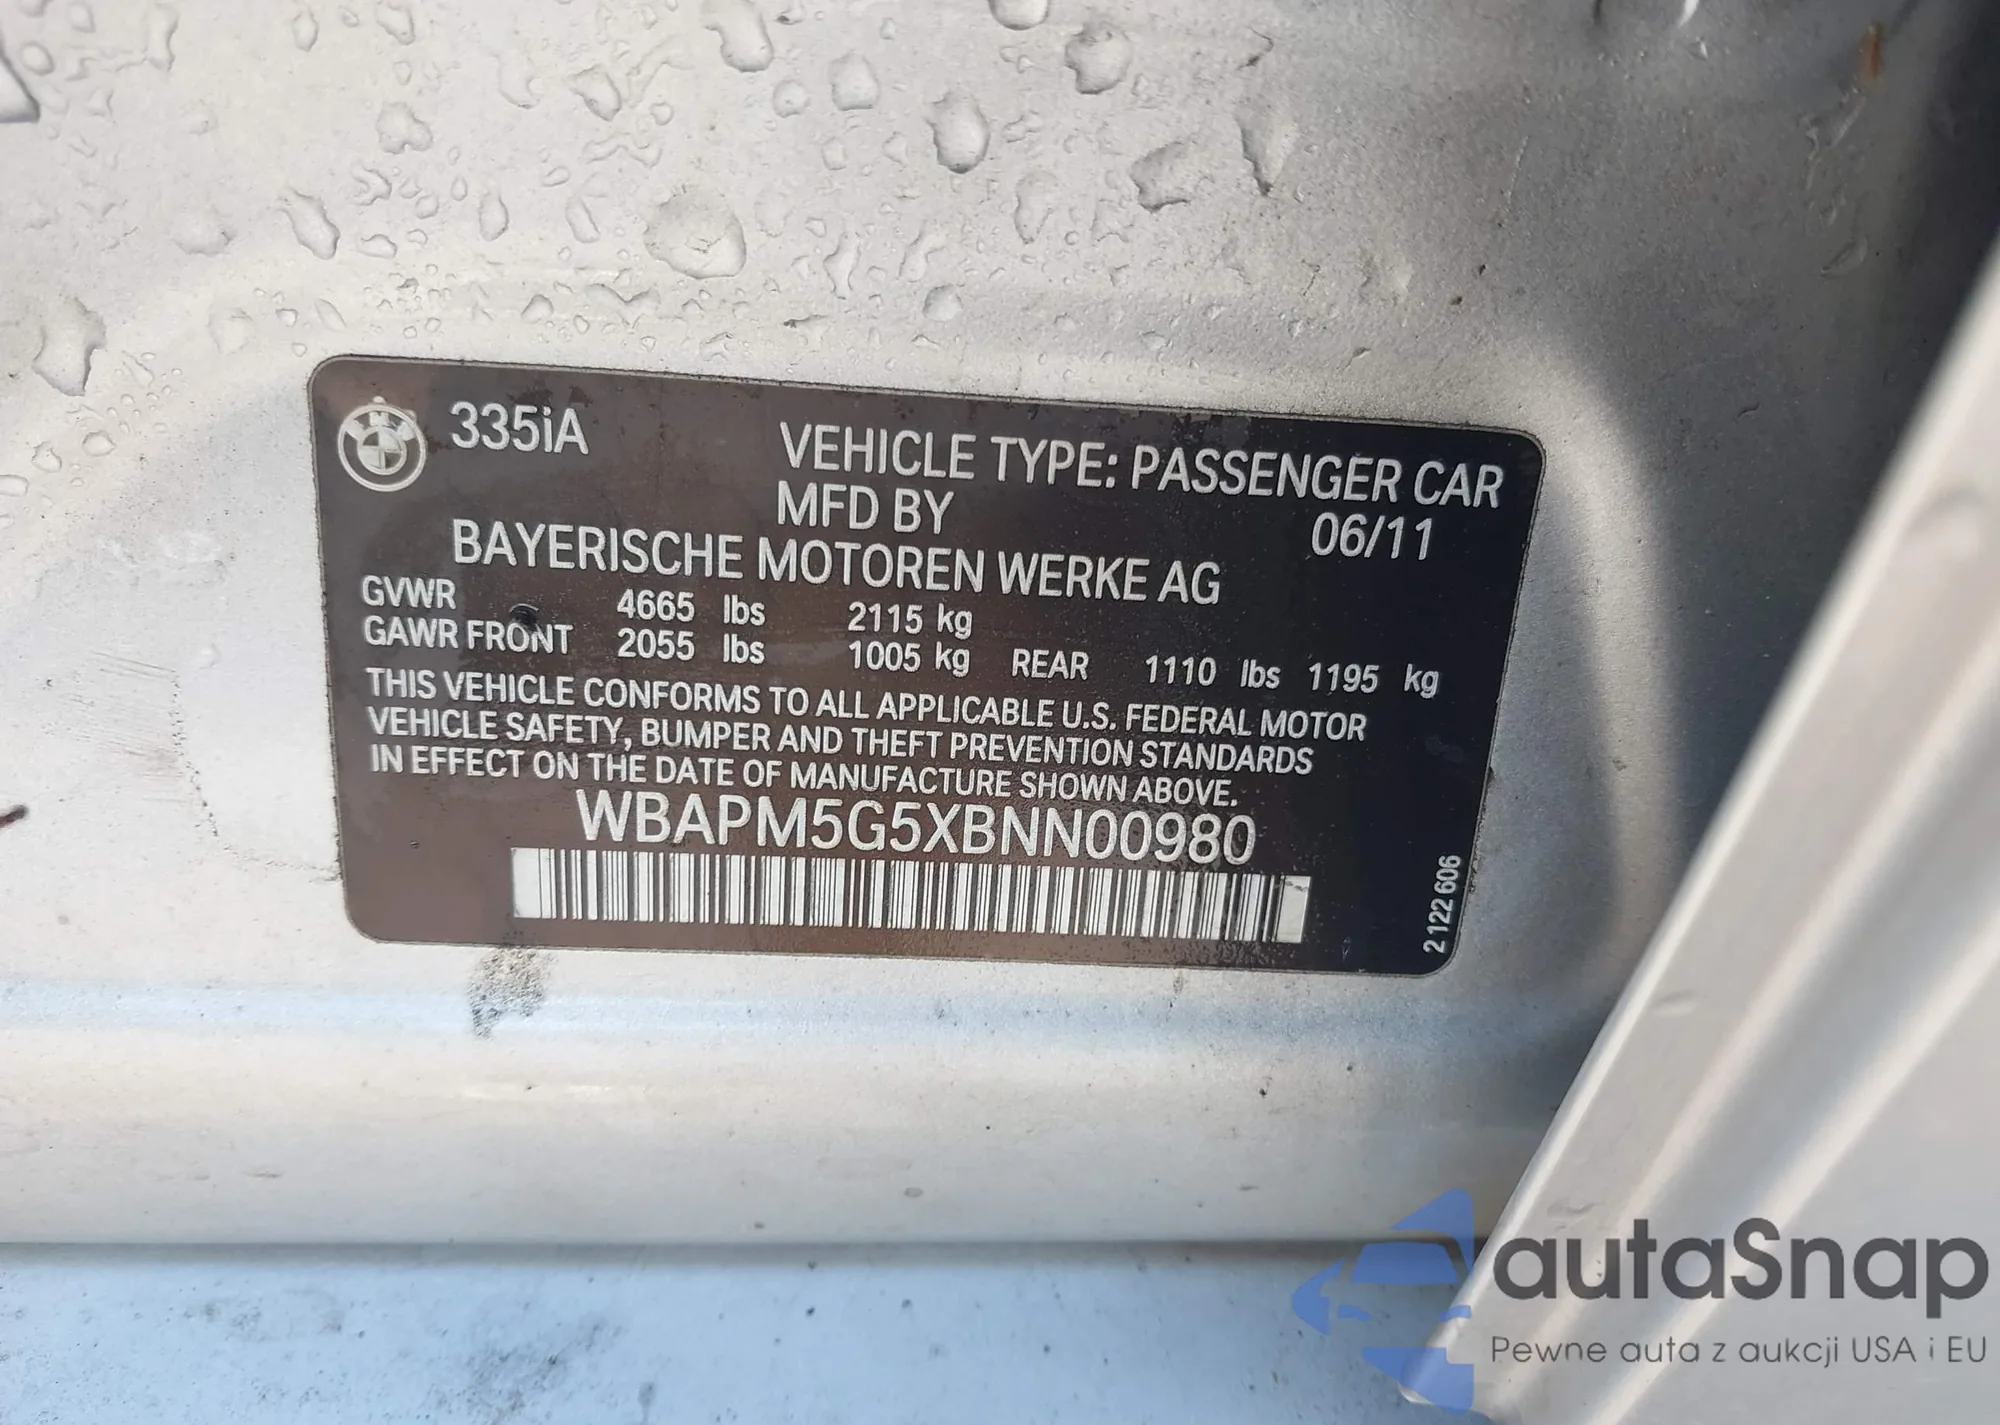 335iA
VEHICLE TYPE: PASSENGER CAR
MFD BY 06/11
BAYERISCHE MOTOREN WERKE AG
GVWR 4665 lbs 2115 kg
GAWR FRONT 2055 lbs 1005 kg REAR 1110 lbs 1195 kg
THIS VEHICLE CONFORMS TO ALL APPLICABLE U.S. FEDERAL MOTOR
VEHICLE SAFETY, BUMPER AND THEFT PREVENTION STANDARDS
IN EFFECT ON THE DATE OF MANUFACTURE SHOWN ABOVE.
WBAPM5G5XBNN00980
2 122 606
autaSnap
Pewne auta z aukcji USA i EU